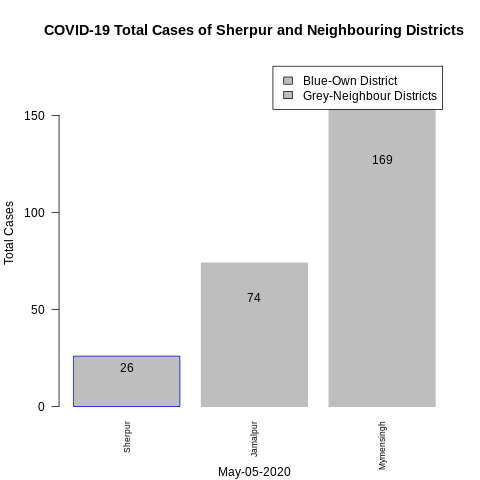 COVID-19 Total Cases of Sherpur and Neighbouring Districts
Blue-Own District
Grey-Neighbour Districts
Total Cases
150
100
50
0
169
74
26
Sherpur
Jamalpur
Mymensingh
May-05-2020